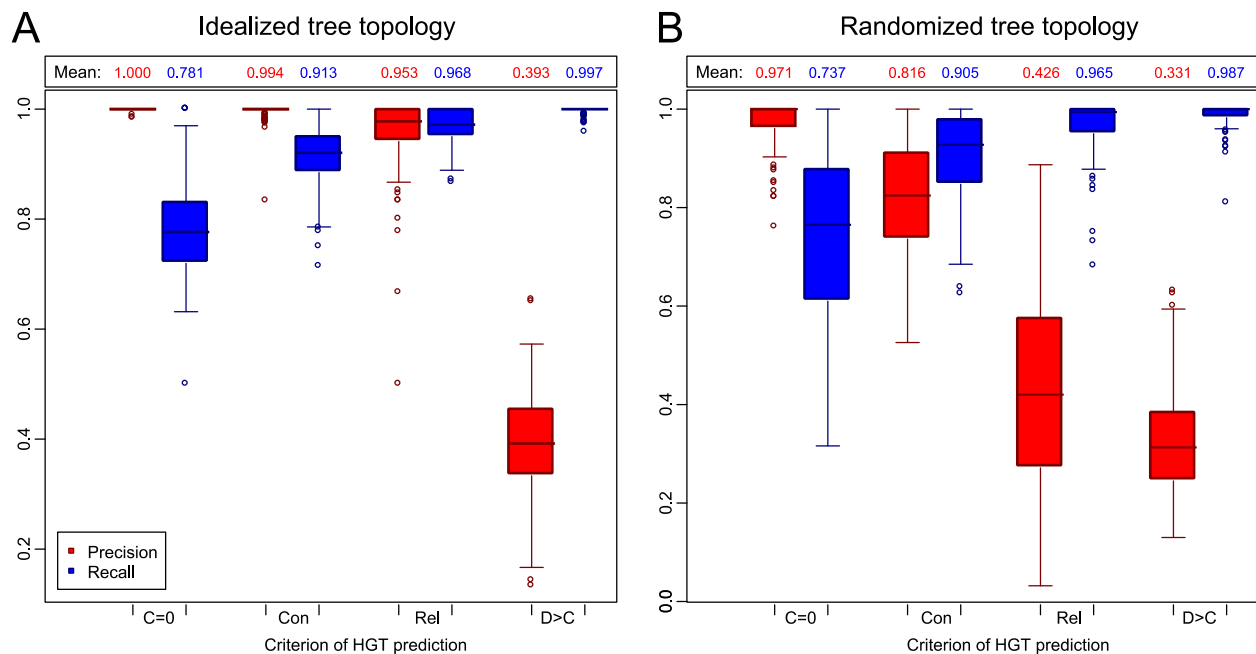 A
Idealized tree topology
Mean: 1.000 0.781 0.994 0.913 0.953 0.968 0.393 0.997
1.0
0.8
0.6
0.4
0.2
Precision
Recall
C=0 Con Rel D>C
Criterion of HGT prediction
B
Randomized tree topology
Mean: 0.971 0.737 0.816 0.905 0.426 0.965 0.331 0.987
1.0
0.8
0.6
0.4
0.2
0.0
C=0 Con Rel D>C
Criterion of HGT prediction